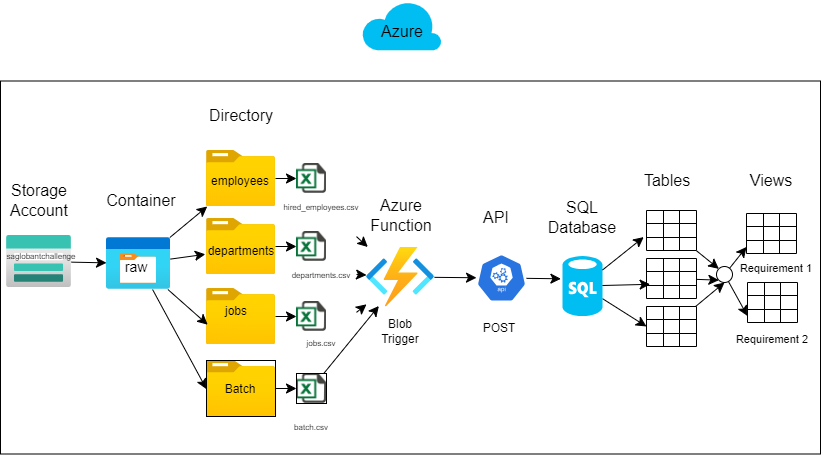 Azure
Directory
Storage
Account
Container
employees
hired_employees.csv
Azure
Function
API
SQL
Database
Tables
Views
saglobantchallenge
raw
departments
departments.csv
api
SQL
Requirement 1
jobs
jobs.csv
Blob
Trigger
POST
Requirement 2
Batch
batch.csv